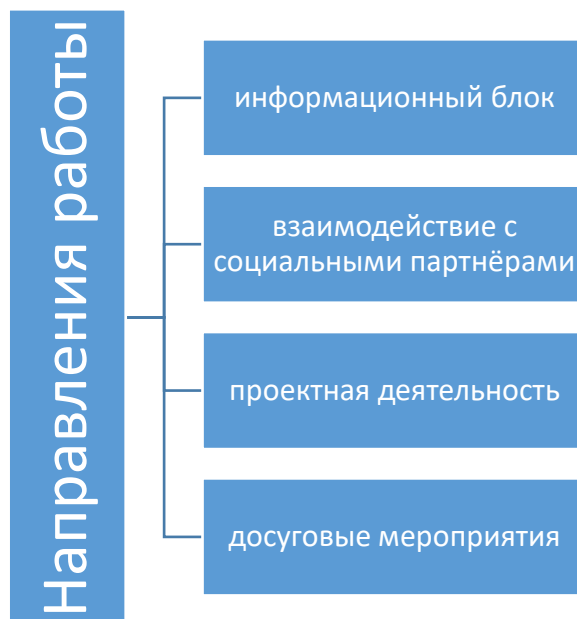 Направления работы
информационный блок
взаимодействие с
социальными партнёрами
проектная деятельность
досуговые мероприятия